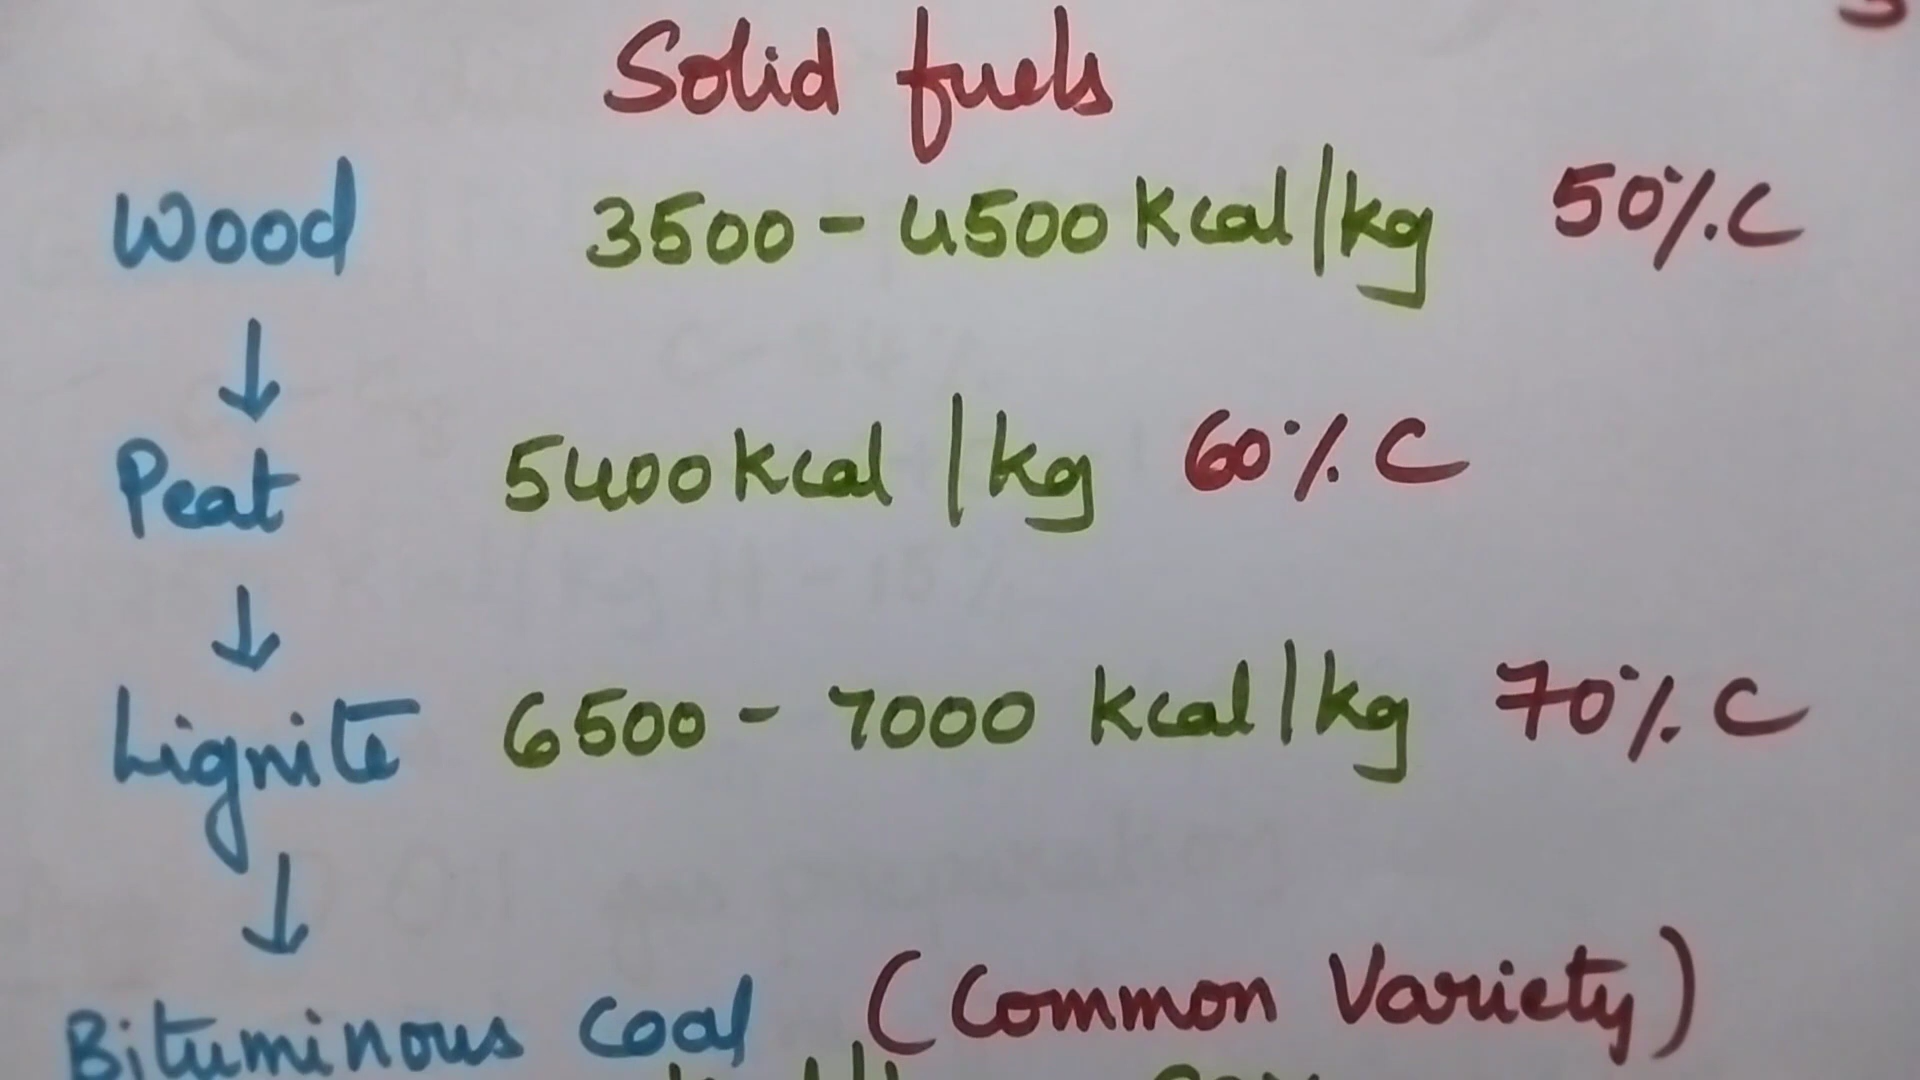 Solid fuels
Wood 3500 - 4500 Kcal/kg 50% C
↓
Peat 5400 kcal/kg 60% C
↓
Lignite 6500 - 7000 kcal/kg 70% C
↓
Bituminous coal (Common Variety)